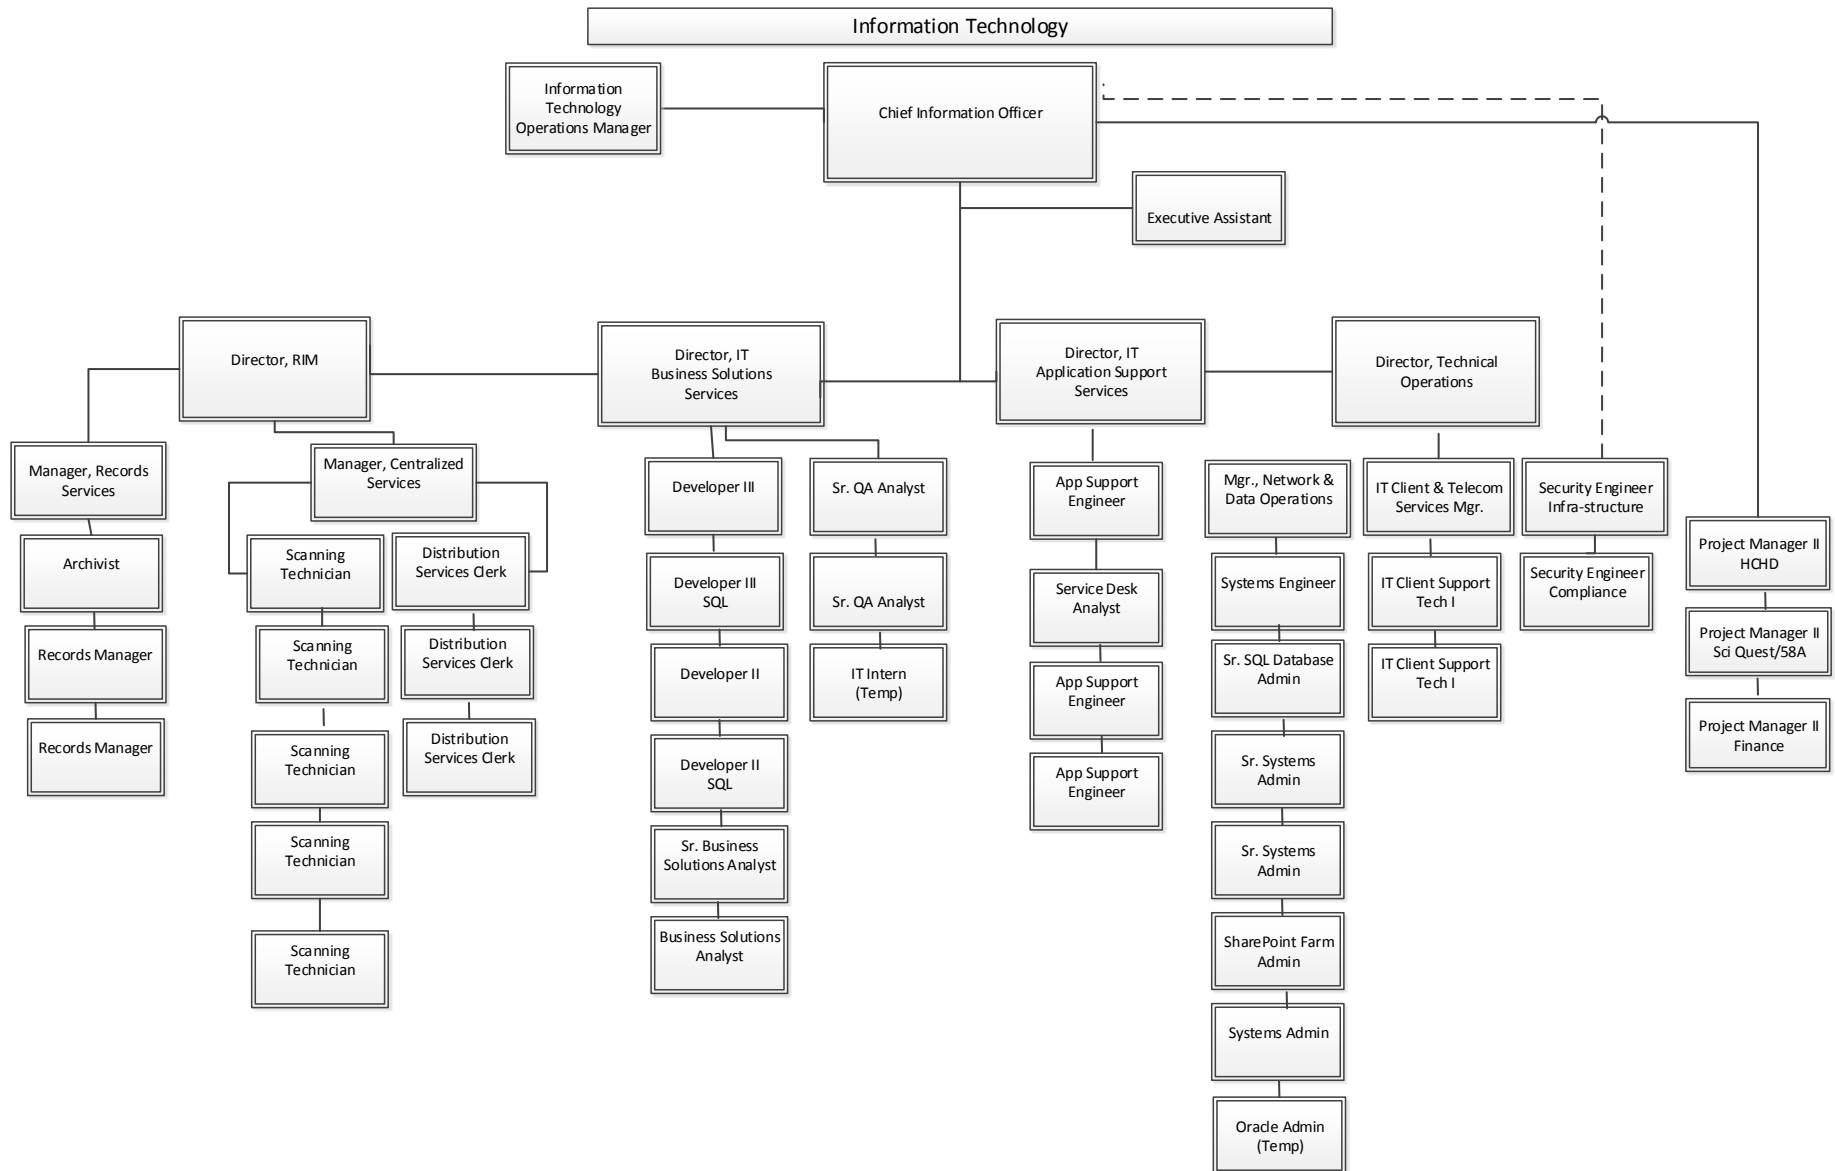 Information Technology
Information
Technology
Operations Manager
Chief Information Officer
Executive Assistant
Director, RIM
Director, IT
Business Solutions
Services
Director, IT
Application Support
Services
Director, Technical
Operations
Manager, Records
Services
Archivist
Records Manager
Records Manager
Manager, Centralized
Services
Scanning
Technician
Scanning
Technician
Scanning
Technician
Scanning
Technician
Scanning
Technician
Distribution
Services Clerk
Distribution
Services Clerk
Distribution
Services Clerk
Developer III
Developer III
SQL
Developer II
Developer II
SQL
Sr. Business
Solutions Analyst
Business Solutions
Analyst
Sr. QA Analyst
Sr. QA Analyst
IT Intern
(Temp)
App Support
Engineer
Service Desk
Analyst
App Support
Engineer
App Support
Engineer
Mgr., Network &
Data Operations
Systems Engineer
Sr. SQL Database
Admin
Sr. Systems
Admin
Sr. Systems
Admin
SharePoint Farm
Admin
Systems Admin
Oracle Admin
(Temp)
IT Client & Telecom
Services Mgr.
IT Client Support
Tech I
IT Client Support
Tech I
Security Engineer
Infra-structure
Security Engineer
Compliance
Project Manager II
HCHD
Project Manager II
Sci Quest/58A
Project Manager II
Finance